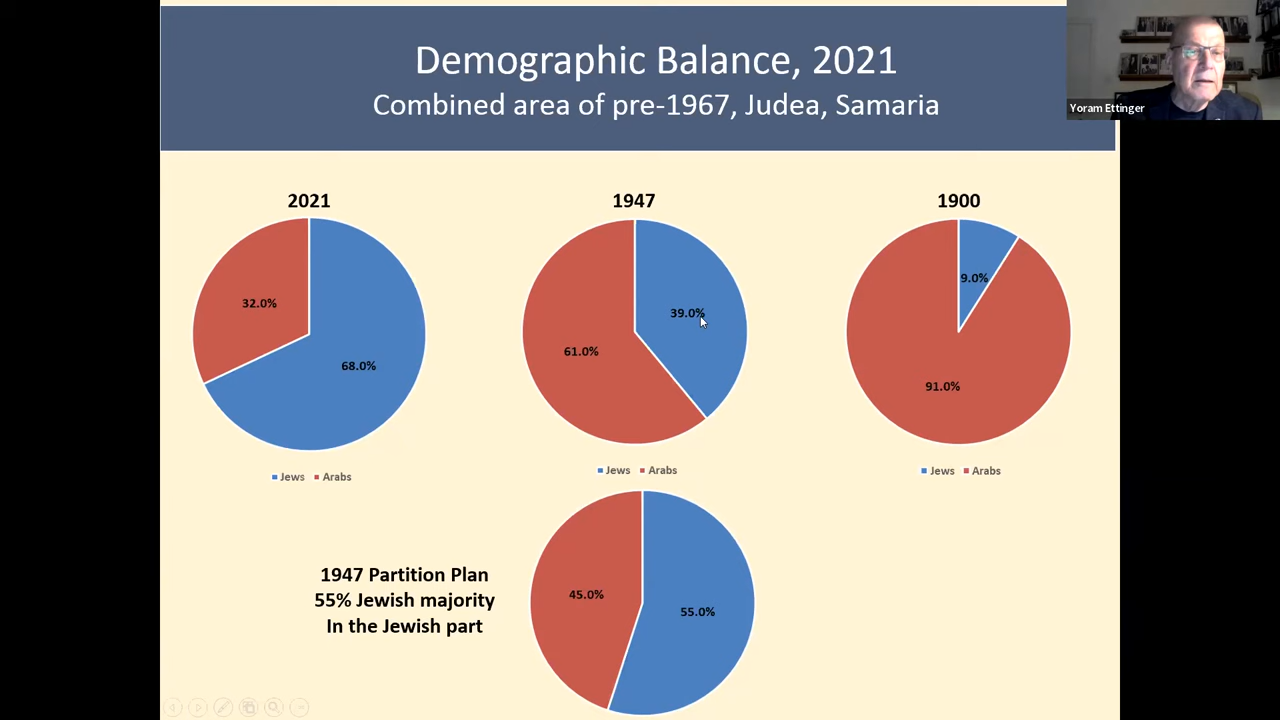 Demographic Balance, 2021
Combined area of pre-1967, Judea, Samaria
Yoram Ettinger
2021
1947
1900
32.0%
68.0%
61.0%
39.0%
9.0%
91.0%
Jews Arabs
Jews Arabs
Jews Arabs
1947 Partition Plan
55% Jewish majority
In the Jewish part
45.0%
55.0%